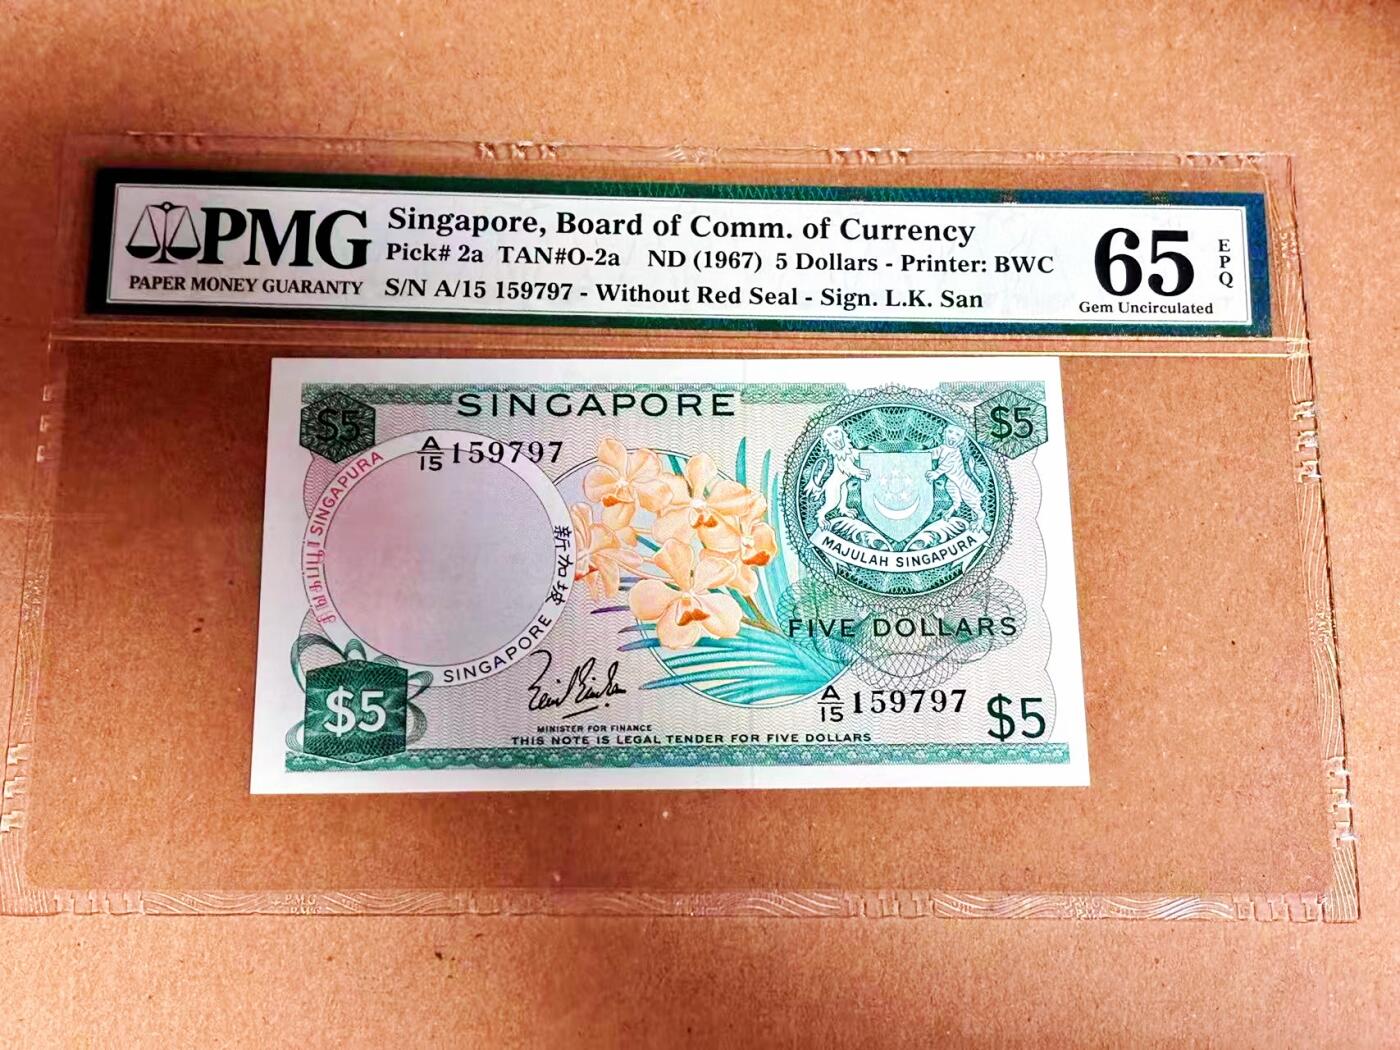 PMG
PAPER MONEY GUARANTY
Singapore, Board of Comm. of Currency
Pick# 2a TAN#O-2a ND (1967) 5 Dollars - Printer: BWC
S/N A/15 159797 - Without Red Seal - Sign. L.K. San
65
EPQ
Gem Uncirculated
$5
SINGAPORE
$5
A/15 159797
சிங்கப்பூர் SINGAPURA
新加坡
SINGAPORE
MAJULAH SINGAPURA
FIVE DOLLARS
$5
A/15 159797
$5
MINISTER FOR FINANCE
THIS NOTE IS LEGAL TENDER FOR FIVE DOLLARS